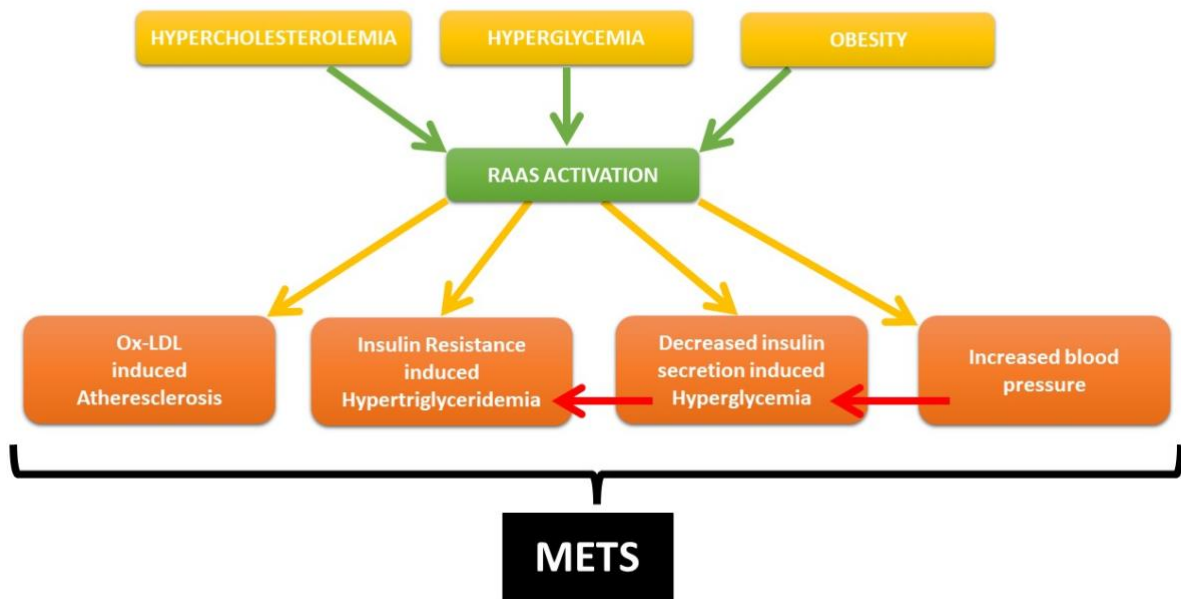 HYPERCHOLESTEROLEMIA
HYPERGLYCEMIA
OBESITY
RAAS ACTIVATION
Ox-LDL
induced
Atheresclerosis
Insulin Resistance
induced
Hypertriglyceridemia
Decreased insulin
secretion induced
Hyperglycemia
Increased blood
pressure
METS